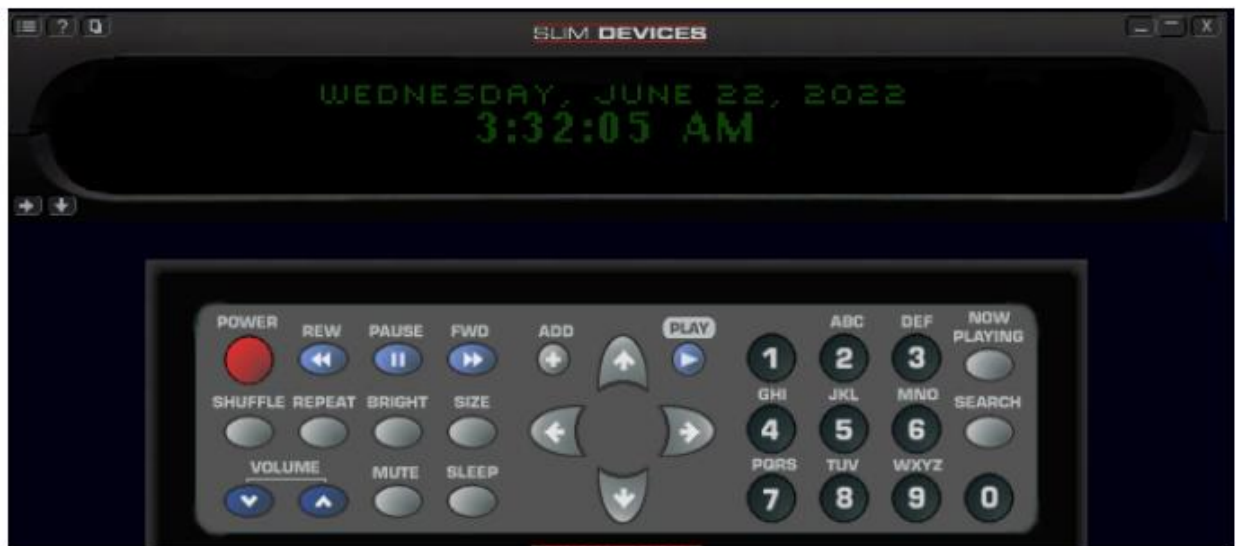 ? X
SLIM DEVICES
WEDNESDAY, JUNE 22, 2022
3:32:05 AM
POWER REW PAUSE FWD ADD PLAY ABC DEF NOW PLAYING
1 2 3
SHUFFLE REPEAT BRIGHT SIZE GHI JKL MNO SEARCH
4 5 6
VOLUME MUTE SLEEP PQRS TUV WXYZ
7 8 9 0